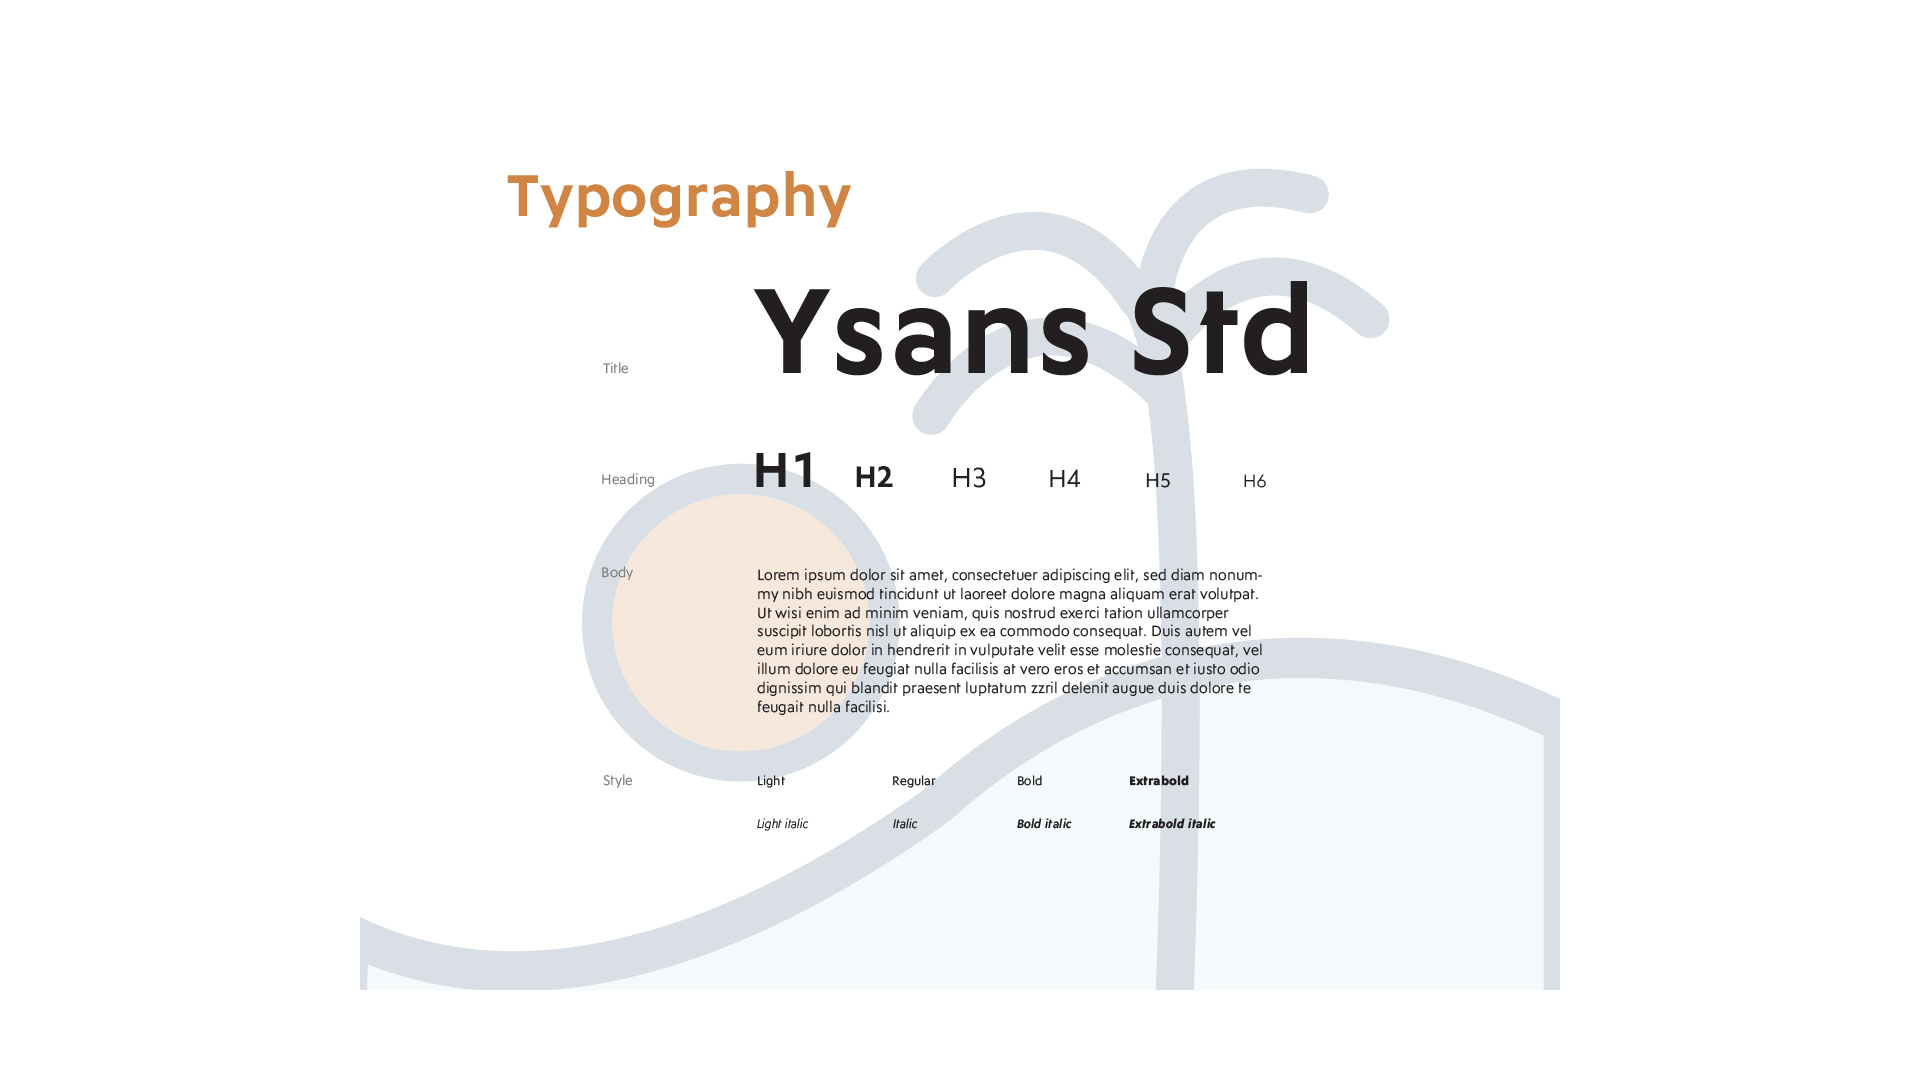 Typography
Title
Ysans Std
Heading
H1 H2 H3 H4 H5 H6
Body
Lorem ipsum dolor sit amet, consectetuer adipiscing elit, sed diam nonum-
my nibh euismod tincidunt ut laoreet dolore magna aliquam erat volutpat.
Ut wisi enim ad minim veniam, quis nostrud exerci tation ullamcorper
suscipit lobortis nisl ut aliquip ex ea commodo consequat. Duis autem vel
eum iriure dolor in hendrerit in vulputate velit esse molestie consequat, vel
illum dolore eu feugiat nulla facilisis at vero eros et accumsan et iusto odio
dignissim qui blandit praesent luptatum zzril delenit augue duis dolore te
feugait nulla facilisi.
Style
Light Regular Bold Extrabold
Light italic Italic Bold italic Extrabold italic